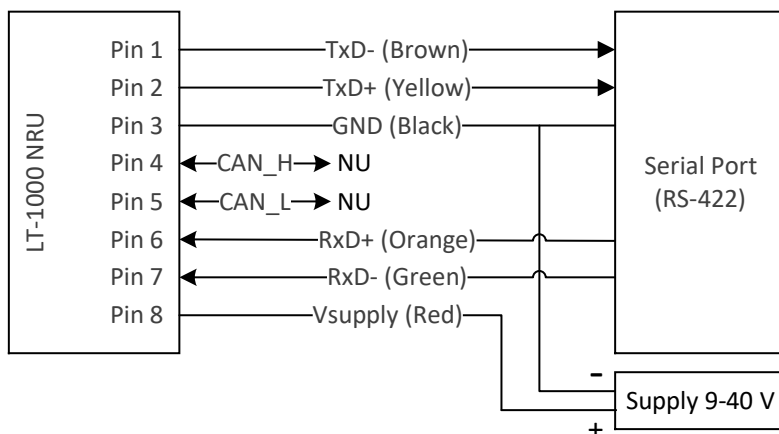 LT-1000 NRU
Pin 1 TxD- (Brown)
Pin 2 TxD+ (Yellow)
Pin 3 GND (Black)
Pin 4 CAN_H NU
Pin 5 CAN_L NU
Pin 6 RxD+ (Orange)
Pin 7 RxD- (Green)
Pin 8 Vsupply (Red)
Serial Port
(RS-422)
-
Supply 9-40 V
+